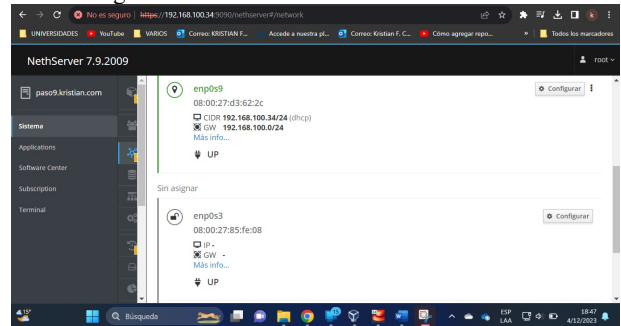 No es seguro | https://192.168.100.34:9090/nethserver#/network
UNIVERSIDADES YouTube VARIOS Correo: KRISTIAN F... Accede a nuestra pl... Correo: Kristian F. C... Cómo agregar repo... » Todos los marcadores
NethServer 7.9.2009 root
paso9.kristian.com
Sistema
Applications
Software Center
Subscription
Terminal
enp0s9 Configurar
08:00:27:d3:62:2c
CIDR 192.168.100.34/24 (dhcp)
GW 192.168.100.0/24
Más info...
UP
Sin asignar
enp0s3 Configurar
08:00:27:85:fe:08
IP -
GW -
Más info...
UP
15° Búsqueda ESP LAA 18:47 4/12/2023